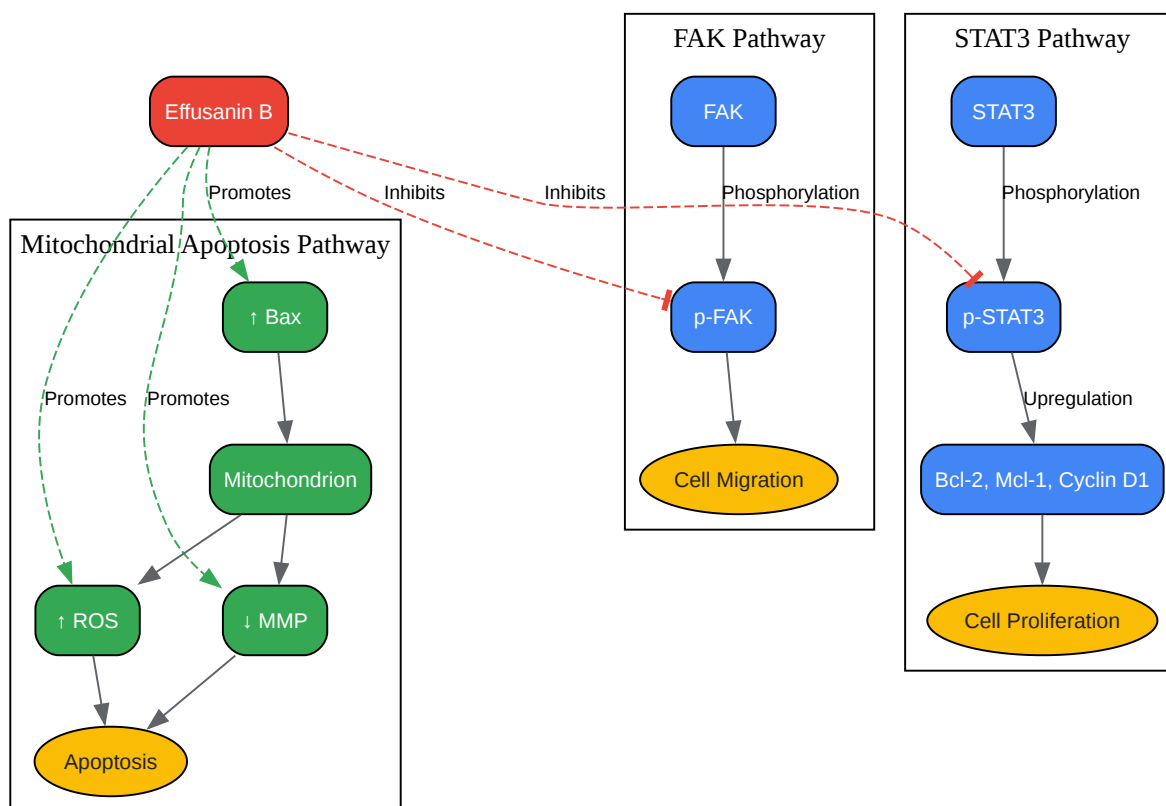 FAK Pathway
STAT3 Pathway
Effusanin B
FAK
STAT3
Promotes
Inhibits
Inhibits
Phosphorylation
Phosphorylation
Mitochondrial Apoptosis Pathway
↑ Bax
p-FAK
p-STAT3
Promotes
Promotes
Upregulation
Mitochondrion
Cell Migration
Bcl-2, Mcl-1, Cyclin D1
↑ ROS
↓ MMP
Cell Proliferation
Apoptosis